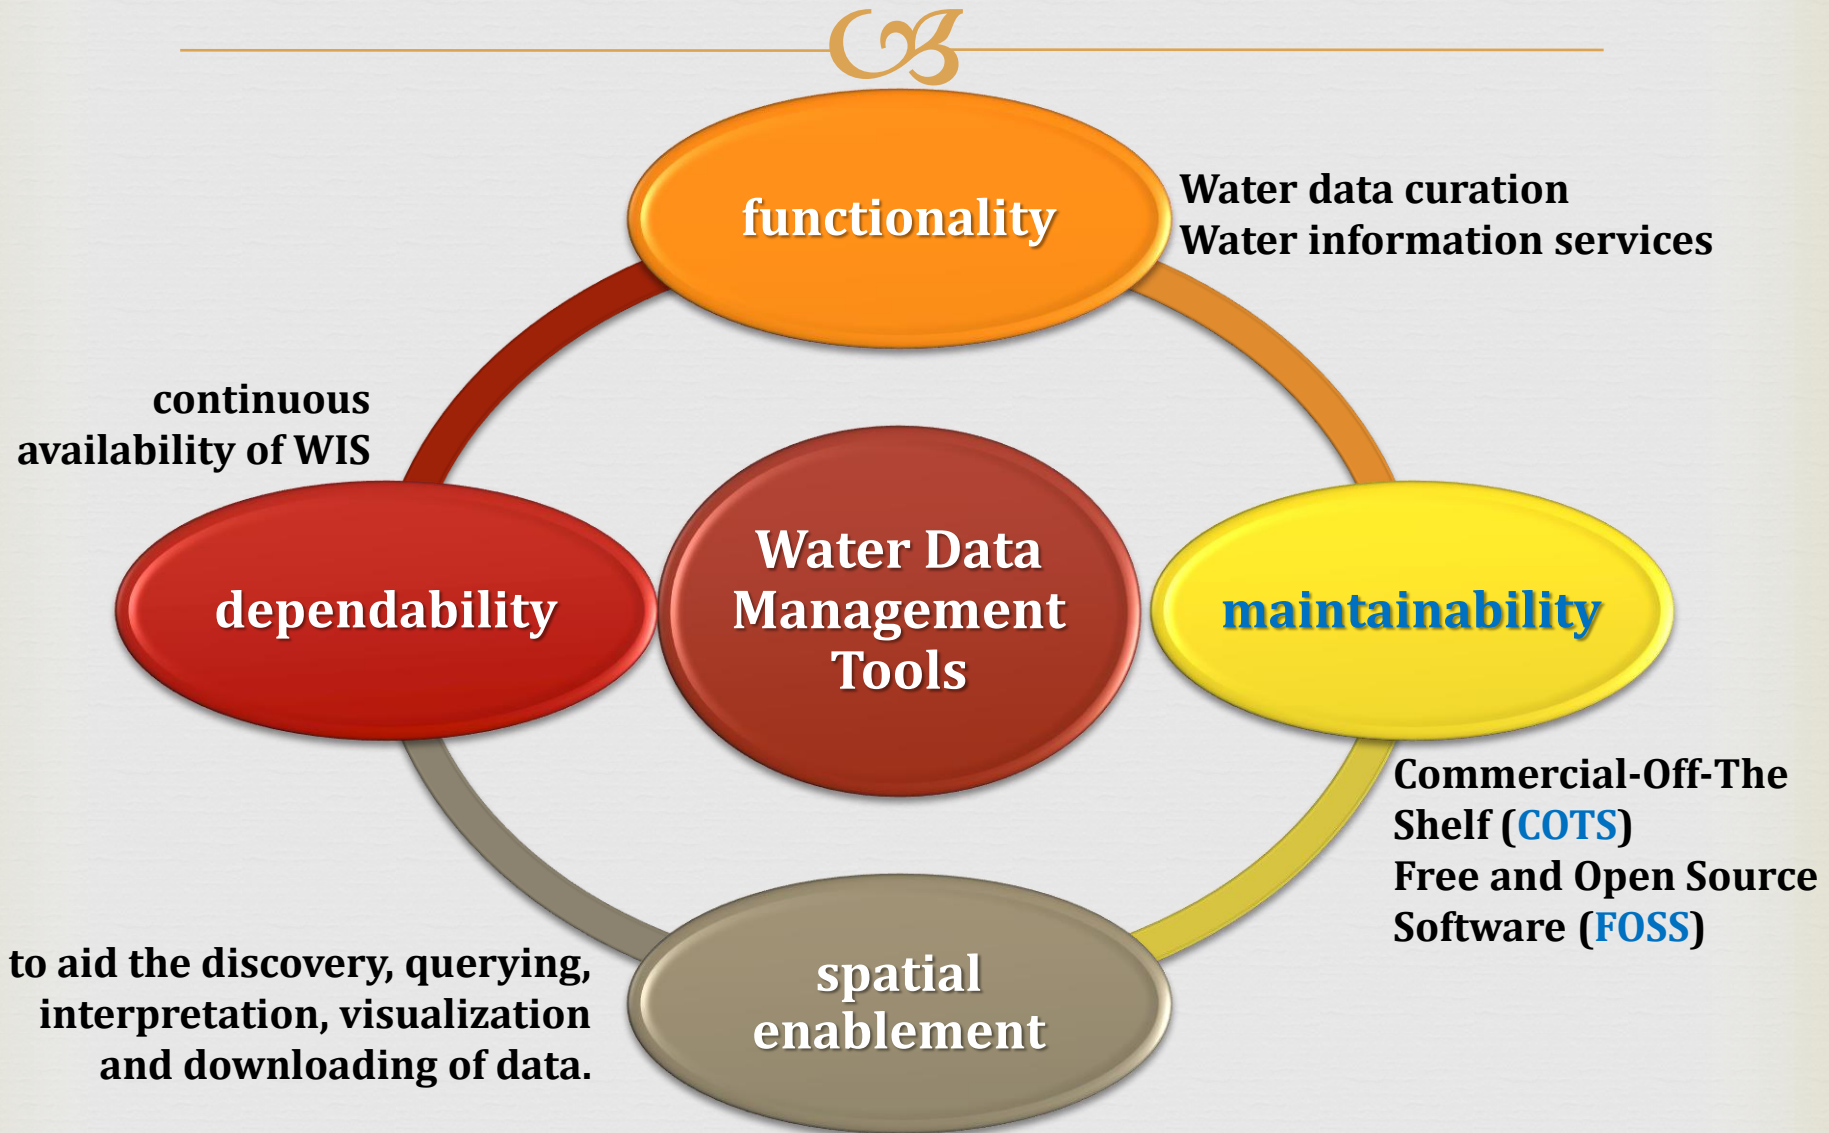 functionality
Water data curation
Water information services
continuous
availability of WIS
dependability
Water Data
Management
Tools
maintainability
Commercial-Off-The
Shelf (COTS)
Free and Open Source
Software (FOSS)
spatial
enablement
to aid the discovery, querying,
interpretation, visualization
and downloading of data.